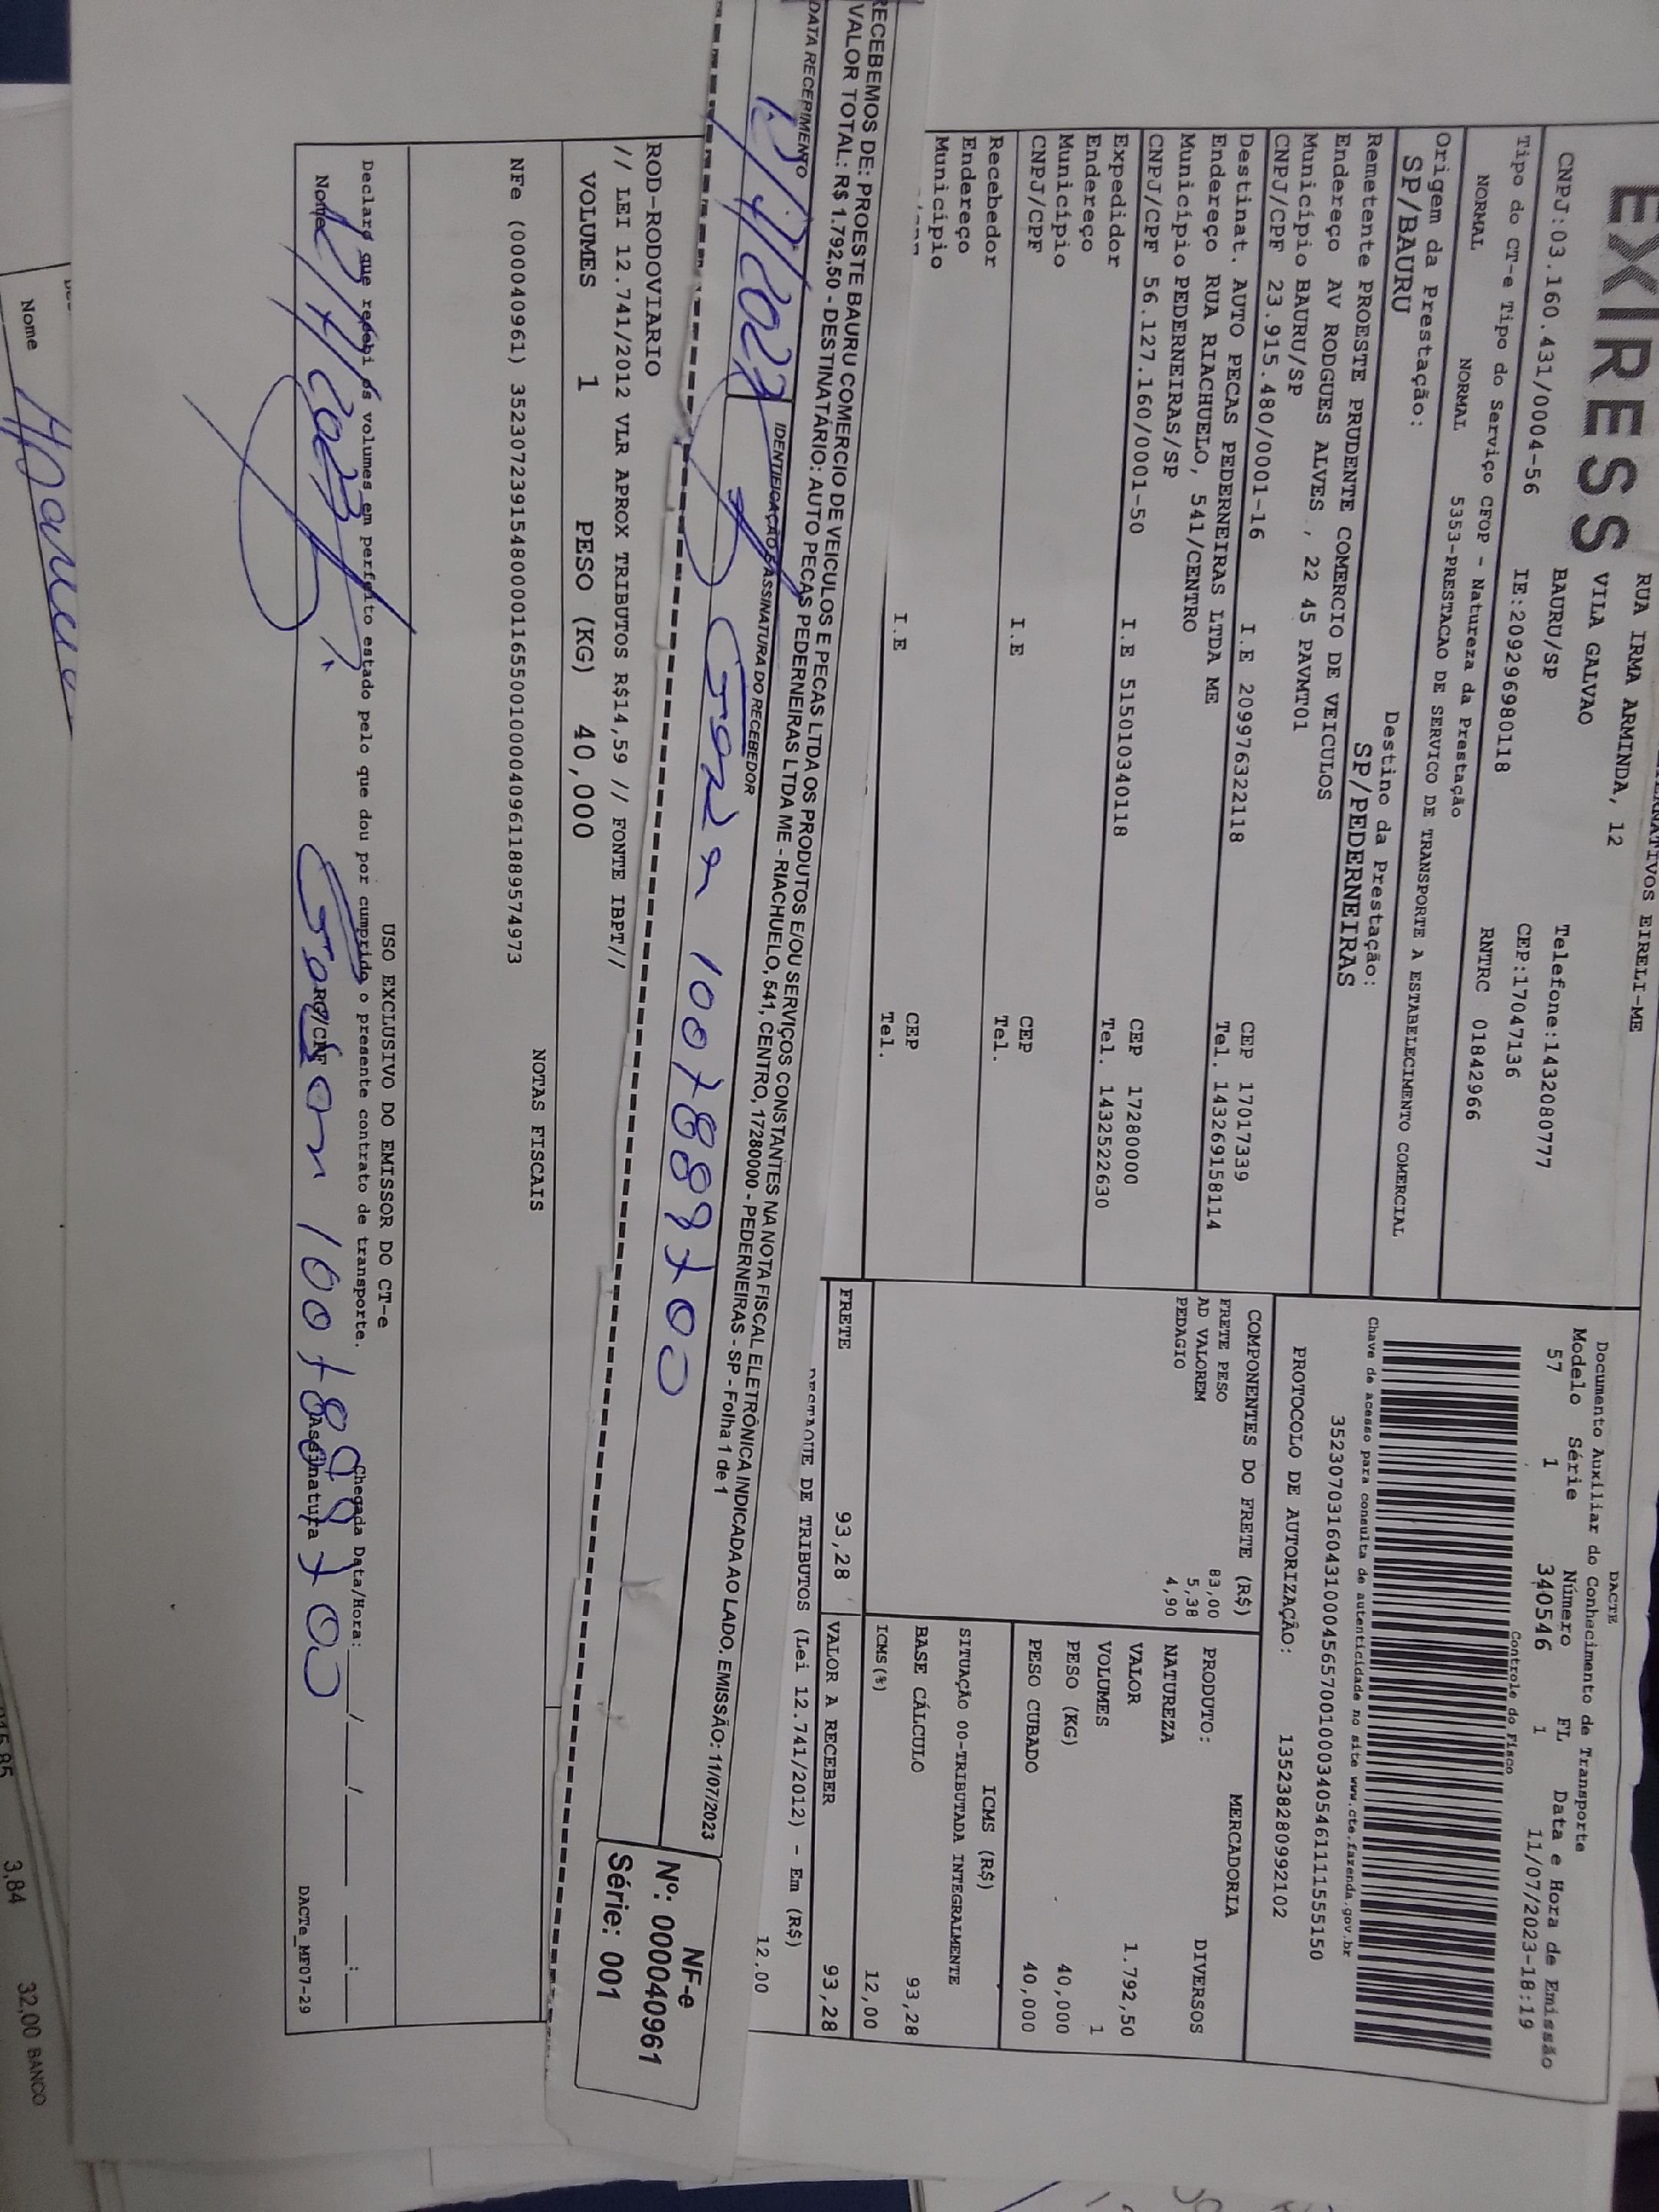 EXPRESS
EIRELI-ME
RUA IRMA ARMINDA, 12
VILA GALVAO
BAURU/SP
Telefone:1432080777
CNPJ:03.160.431/0004-56
IE:209296980118
CEP:17047136
RNTRC 01842966
Tipo do CT-e Tipo do Serviço CFOP - Natureza da Prestação
NORMAL NORMAL 5353-PRESTACAO DE SERVICO DE TRANSPORTE A ESTABELECIMENTO COMERCIAL
Origem da Prestação: Destino da Prestação:
SP/BAURU SP/PEDERNEIRAS
Remetente PROESTE PRUDENTE COMERCIO DE VEICULOS
Endereço AV RODGUES ALVES , 22 45 PAVMT01
Município BAURU/SP CEP 17017339
CNPJ/CPF 23.915.480/0001-16 I.E 209976322118 Tel. 143269158114
Destinat. AUTO PECAS PEDERNEIRAS LTDA ME
Endereço RUA RIACHUELO, 541/CENTRO
Município PEDERNEIRAS/SP CEP 17280000
CNPJ/CPF 56.127.160/0001-50 I.E 515010340118 Tel. 1432522630
Expedidor
Endereço
Município CEP
CNPJ/CPF I.E Tel.
Recebedor
Endereço
Município CEP
I.E Tel.
DACTE
Documento Auxiliar do Conhecimento de Transporte
Modelo Série Número FL Data e Hora de Emissão
57 1 340546 1 11/07/2023-18:19
Controle do Fisco
Chave de acesso para consulta de autenticidade no site www.cte.fazenda.gov.br
35230703160431000456570010003405461111555150
PROTOCOLO DE AUTORIZAÇÃO: 135238280992102
COMPONENTES DO FRETE (R$)
FRETE PESO 83,00
AD VALOREM 5,38
PEDAGIO 4,90
MERCADORIA
PRODUTO: DIVERSOS
NATUREZA
VALOR 1.792,50
VOLUMES 1
PESO (KG) 40,000
PESO CUBADO 40,000
ICMS (R$)
SITUAÇÃO 00-TRIBUTADA INTEGRALMENTE
BASE CÁLCULO 93,28
ICMS(%) 12,00
FRETE 93,28 VALOR A RECEBER 93,28
DESTAQUE DE TRIBUTOS (Lei 12.741/2012) - Em (R$)
12.00
RECEBEMOS DE: PROESTE BAURU COMERCIO DE VEICULOS E PECAS LTDA OS PRODUTOS E/OU SERVIÇOS CONSTANTES NA NOTA FISCAL ELETRÔNICA INDICADA AO LADO. EMISSÃO: 11/07/2023
VALOR TOTAL: R$ 1.792,50 - DESTINATÁRIO: AUTO PECAS PEDERNEIRAS LTDA ME - RIACHUELO, 541, CENTRO, 17280000 - PEDERNEIRAS - SP - Folha 1 de 1
DATA RECEBIMENTO IDENTIFICAÇÃO E ASSINATURA DO RECEBEDOR
NF-e
Nº: 000040961
Série: 001
ROD-RODOVIARIO
// LEI 12.741/2012 VLR APROX TRIBUTOS R$14,59 // FONTE IBPT//
VOLUMES 1 PESO (KG) 40,000
NOTAS FISCAIS
NFe (000040961) 35230723915480000116550010000409611889574973
USO EXCLUSIVO DO EMISSOR DO CT-e
Declaro que recebi os volumes em perfeito estado pelo que dou por cumprido o presente contrato de transporte. Chegada Data/Hora: ___/___/____ __:__
Nome RG/CPF Assinatura
DACTe_MF07-29
Nome
3,84 32,00 BANCO